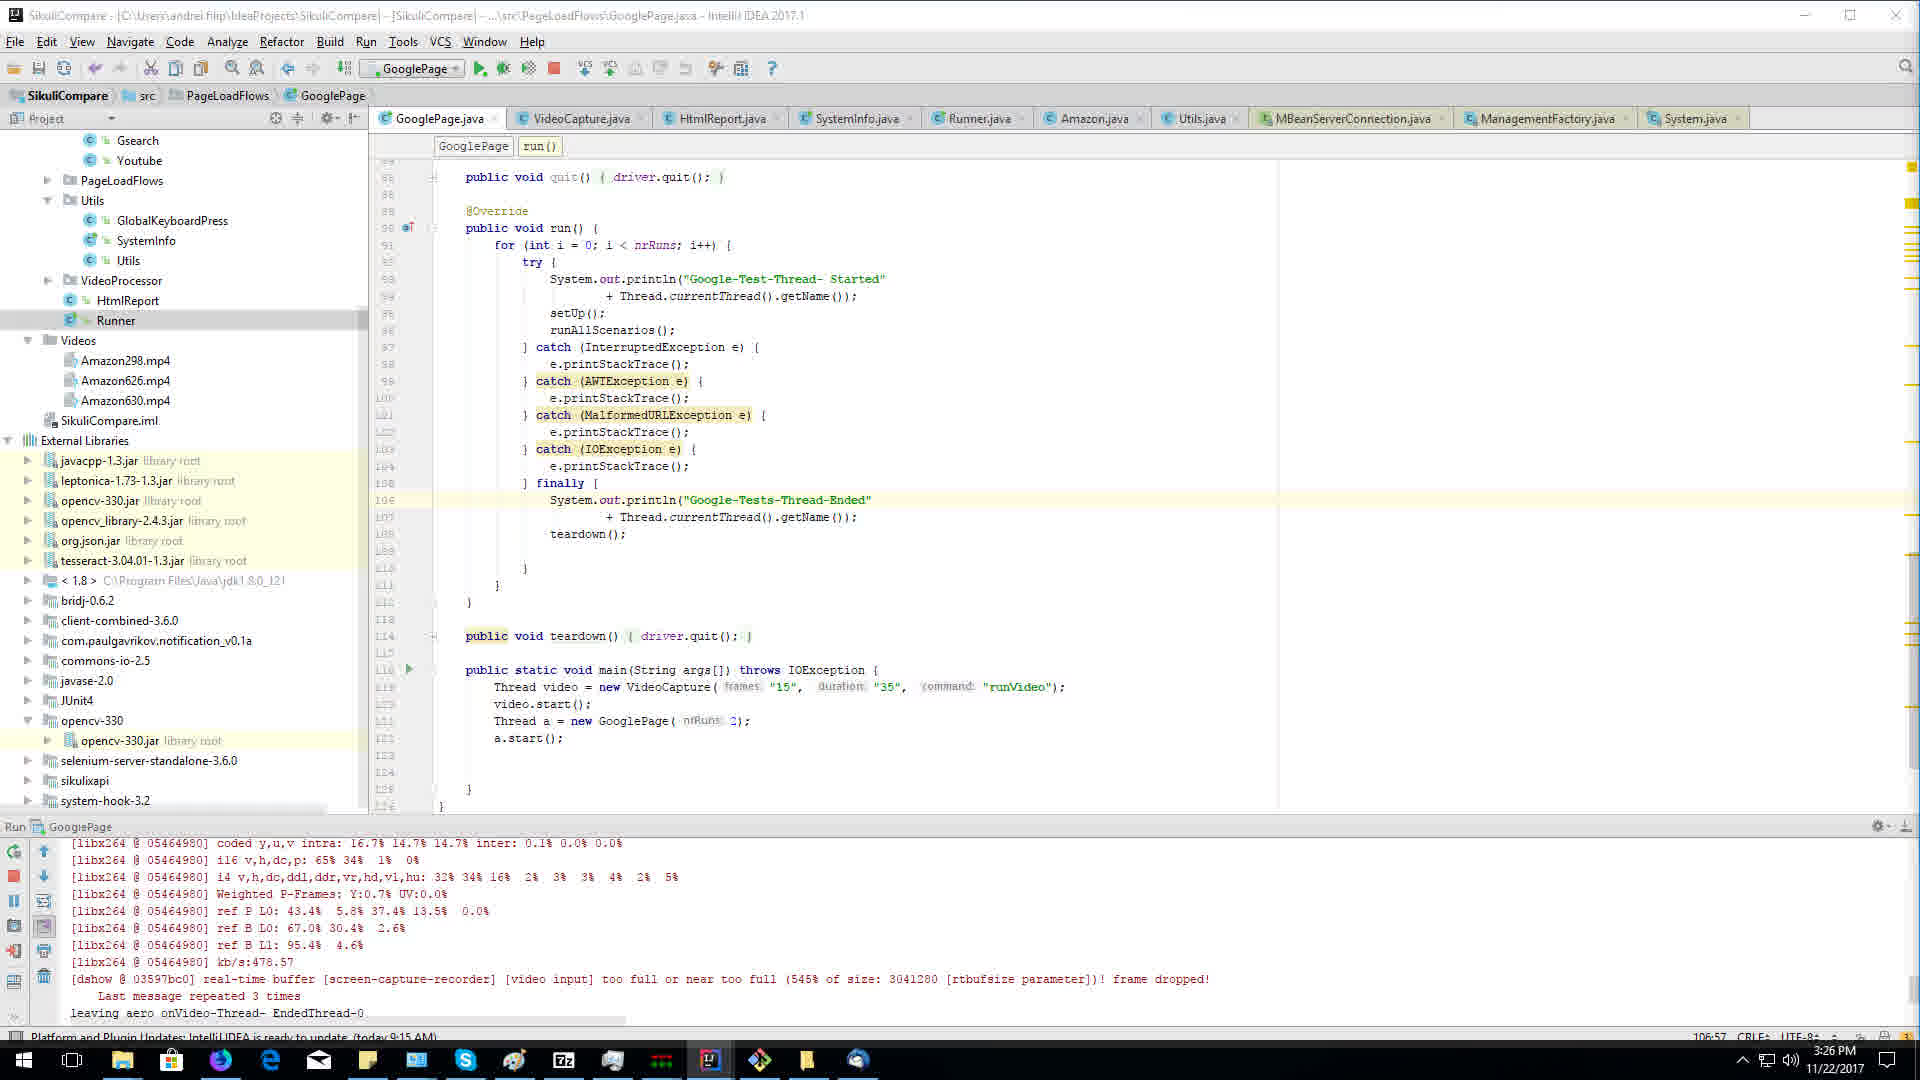 SikuliCompare - [C:\Users\andrei.filip\IdeaProjects\SikuliCompare] - [SikuliCompare] - ...\src\PageLoadFlows\GooglePage.java - IntelliJ IDEA 2017.1
File Edit View Navigate Code Analyze Refactor Build Run Tools VCS Window Help
GooglePage
SikuliCompare src PageLoadFlows GooglePage
Project
GooglePage.java VideoCapture.java HtmlReport.java SystemInfo.java Runner.java Amazon.java Utils.java MBeanServerConnection.java ManagementFactory.java System.java
GooglePage run()
Gsearch
Youtube
PageLoadFlows
Utils
GlobalKeyboardPress
SystemInfo
Utils
VideoProcessor
HtmlReport
Runner
Videos
Amazon298.mp4
Amazon626.mp4
Amazon630.mp4
SikuliCompare.iml
External Libraries
javacpp-1.3.jar library root
leptonica-1.73-1.3.jar library root
opencv-330.jar library root
opencv_library-2.4.3.jar library root
org.json.jar library root
tesseract-3.04.01-1.3.jar library root
< 1.8 > C:\Program Files\Java\jdk1.8.0_121
bridj-0.6.2
client-combined-3.6.0
com.paulgavrikov.notification_v0.1a
commons-io-2.5
javase-2.0
JUnit4
opencv-330
opencv-330.jar library root
selenium-server-standalone-3.6.0
sikulixapi
system-hook-3.2
public void quit() { driver.quit(); }
@Override
public void run() {
for (int i = 0; i < nrRuns; i++) {
try {
System.out.println("Google-Test-Thread- Started"
+ Thread.currentThread().getName());
setUp();
runAllScenarios();
} catch (InterruptedException e) {
e.printStackTrace();
} catch (AWTException e) {
e.printStackTrace();
} catch (MalformedURLException e) {
e.printStackTrace();
} catch (IOException e) {
e.printStackTrace();
} finally {
System.out.println("Google-Tests-Thread-Ended"
+ Thread.currentThread().getName());
teardown();
}
}
}
public void teardown() { driver.quit(); }
public static void main(String args[]) throws IOException {
Thread video = new VideoCapture( frames: "15", duration: "35", command: "runVideo");
video.start();
Thread a = new GooglePage( nrRuns: 2);
a.start();
}
}
Run GooglePage
[libx264 @ 05464980] coded y,u,v intra: 16.7% 14.7% 14.7% inter: 0.1% 0.0% 0.0%
[libx264 @ 05464980] i16 v,h,dc,p: 65% 34% 1% 0%
[libx264 @ 05464980] i4 v,h,dc,ddl,ddr,vr,hd,vl,hu: 32% 34% 16% 2% 3% 3% 4% 2% 5%
[libx264 @ 05464980] Weighted P-Frames: Y:0.7% UV:0.0%
[libx264 @ 05464980] ref P L0: 43.4% 5.8% 37.4% 13.5% 0.0%
[libx264 @ 05464980] ref B L0: 67.0% 30.4% 2.6%
[libx264 @ 05464980] ref B L1: 95.4% 4.6%
[libx264 @ 05464980] kb/s:478.57
[dshow @ 03597bc0] real-time buffer [screen-capture-recorder] [video input] too full or near too full (545% of size: 3041280 [rtbufsize parameter])! frame dropped!
Last message repeated 3 times
leaving aero onVideo-Thread- EndedThread-0
Platform and Plugin Updates: IntelliJ IDEA is ready to update. (today 9:15 AM)
106:57 CRLF UTF-8
3:26 PM
11/22/2017